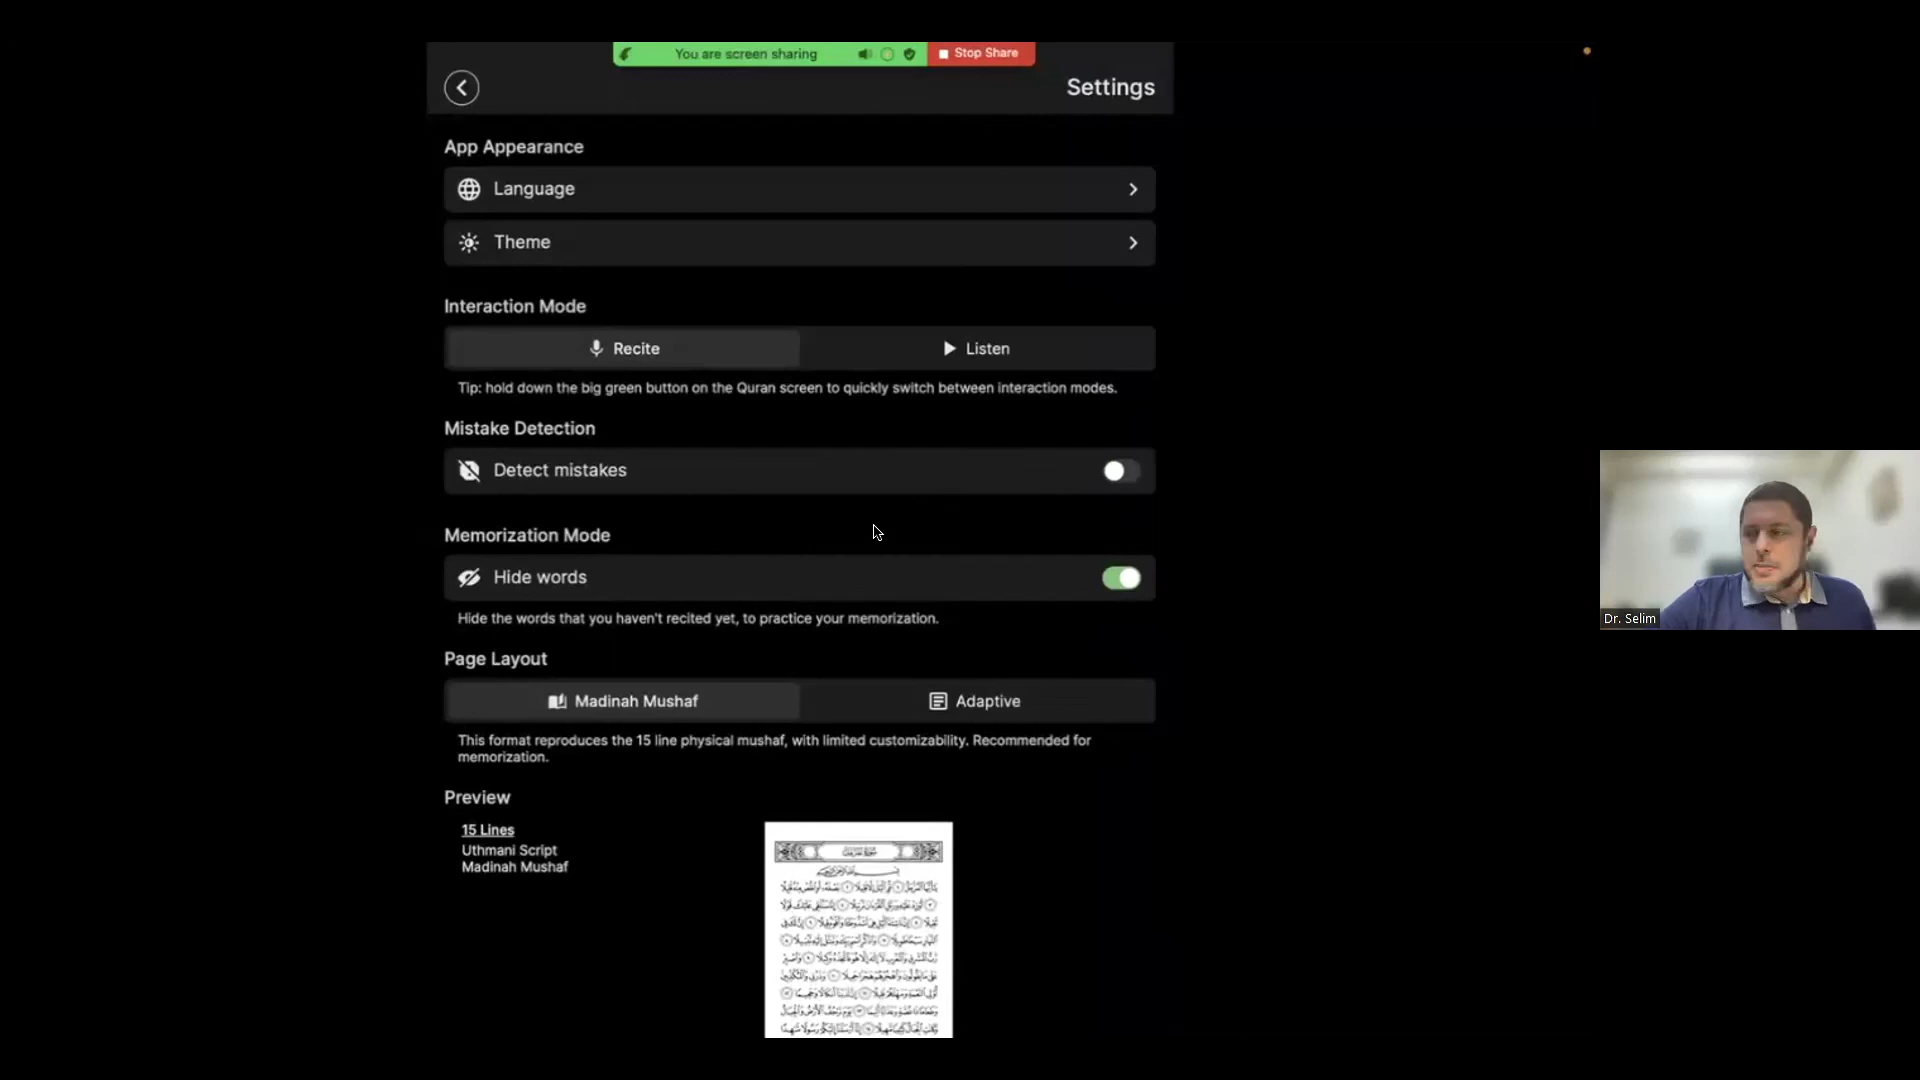 You are screen sharing
Stop Share
Settings
App Appearance
Language
Theme
Interaction Mode
Recite
Listen
Tip: hold down the big green button on the Quran screen to quickly switch between interaction modes.
Mistake Detection
Detect mistakes
Memorization Mode
Hide words
Hide the words that you haven't recited yet, to practice your memorization.
Page Layout
Madinah Mushaf
Adaptive
This format reproduces the 15 line physical mushaf, with limited customizability. Recommended for
memorization.
Preview
15 Lines
Uthmani Script
Madinah Mushaf
Dr. Selim